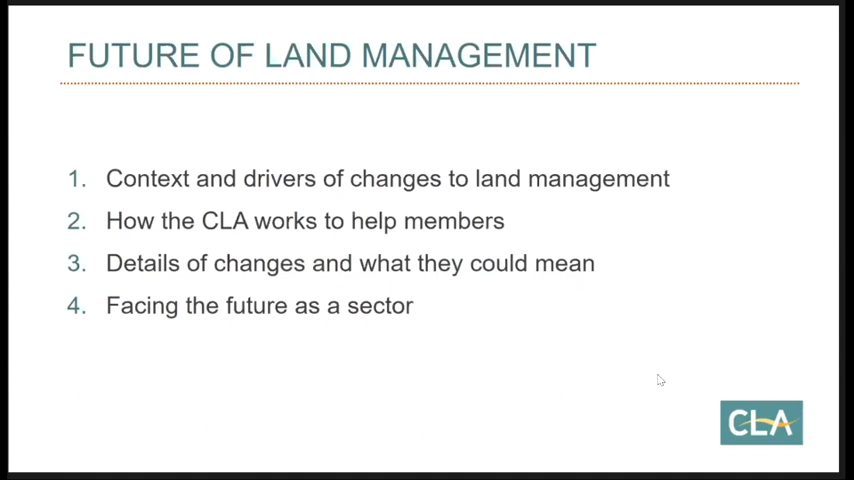 FUTURE OF LAND MANAGEMENT
1. Context and drivers of changes to land management
2. How the CLA works to help members
3. Details of changes and what they could mean
4. Facing the future as a sector
CLA